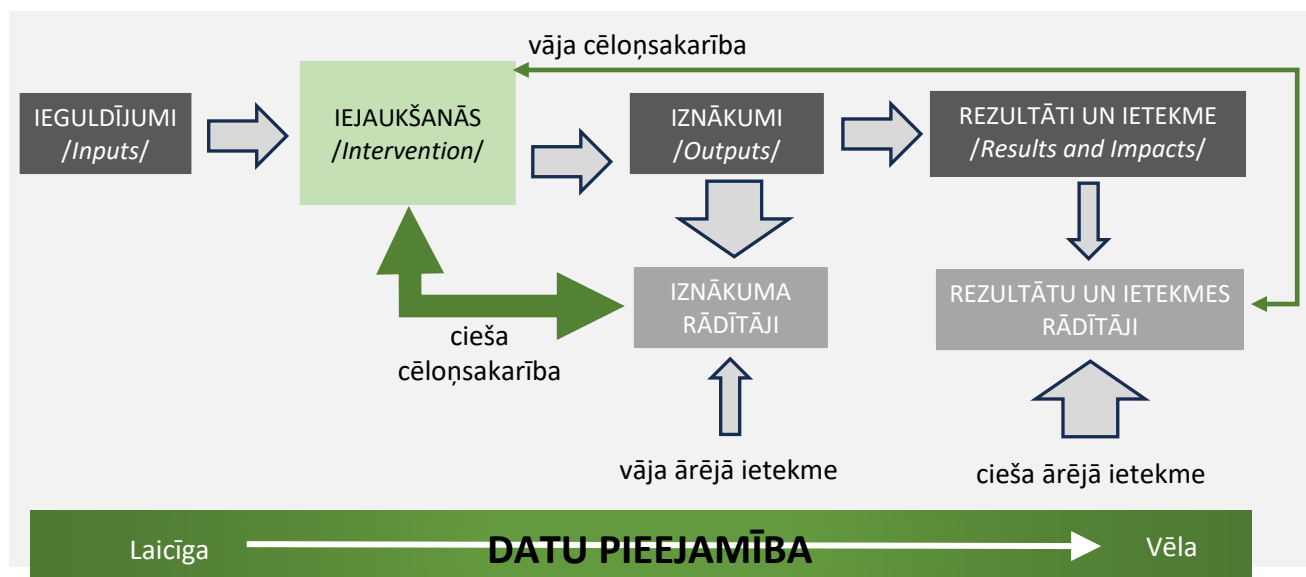 vāja cēloņsakarība
IEGULDĪJUMI
/Inputs/
IEJAUKŠANĀS
/Intervention/
IZNĀKUMI
/Outputs/
REZULTĀTI UN IETEKME
/Results and Impacts/
IZNĀKUMA
RĀDĪTĀJI
REZULTĀTU UN IETEKMES
RĀDĪTĀJI
cieša
cēloņsakarība
vāja ārējā ietekme
cieša ārējā ietekme
Laicīga
DATU PIEEJAMĪBA
Vēla